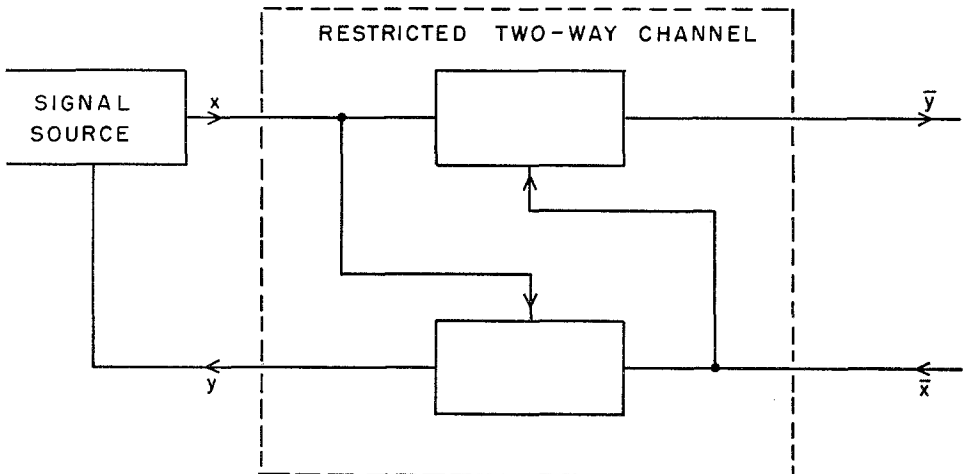 RESTRICTED TWO-WAY CHANNEL
SIGNAL
SOURCE
x
ȳ
y
x̄